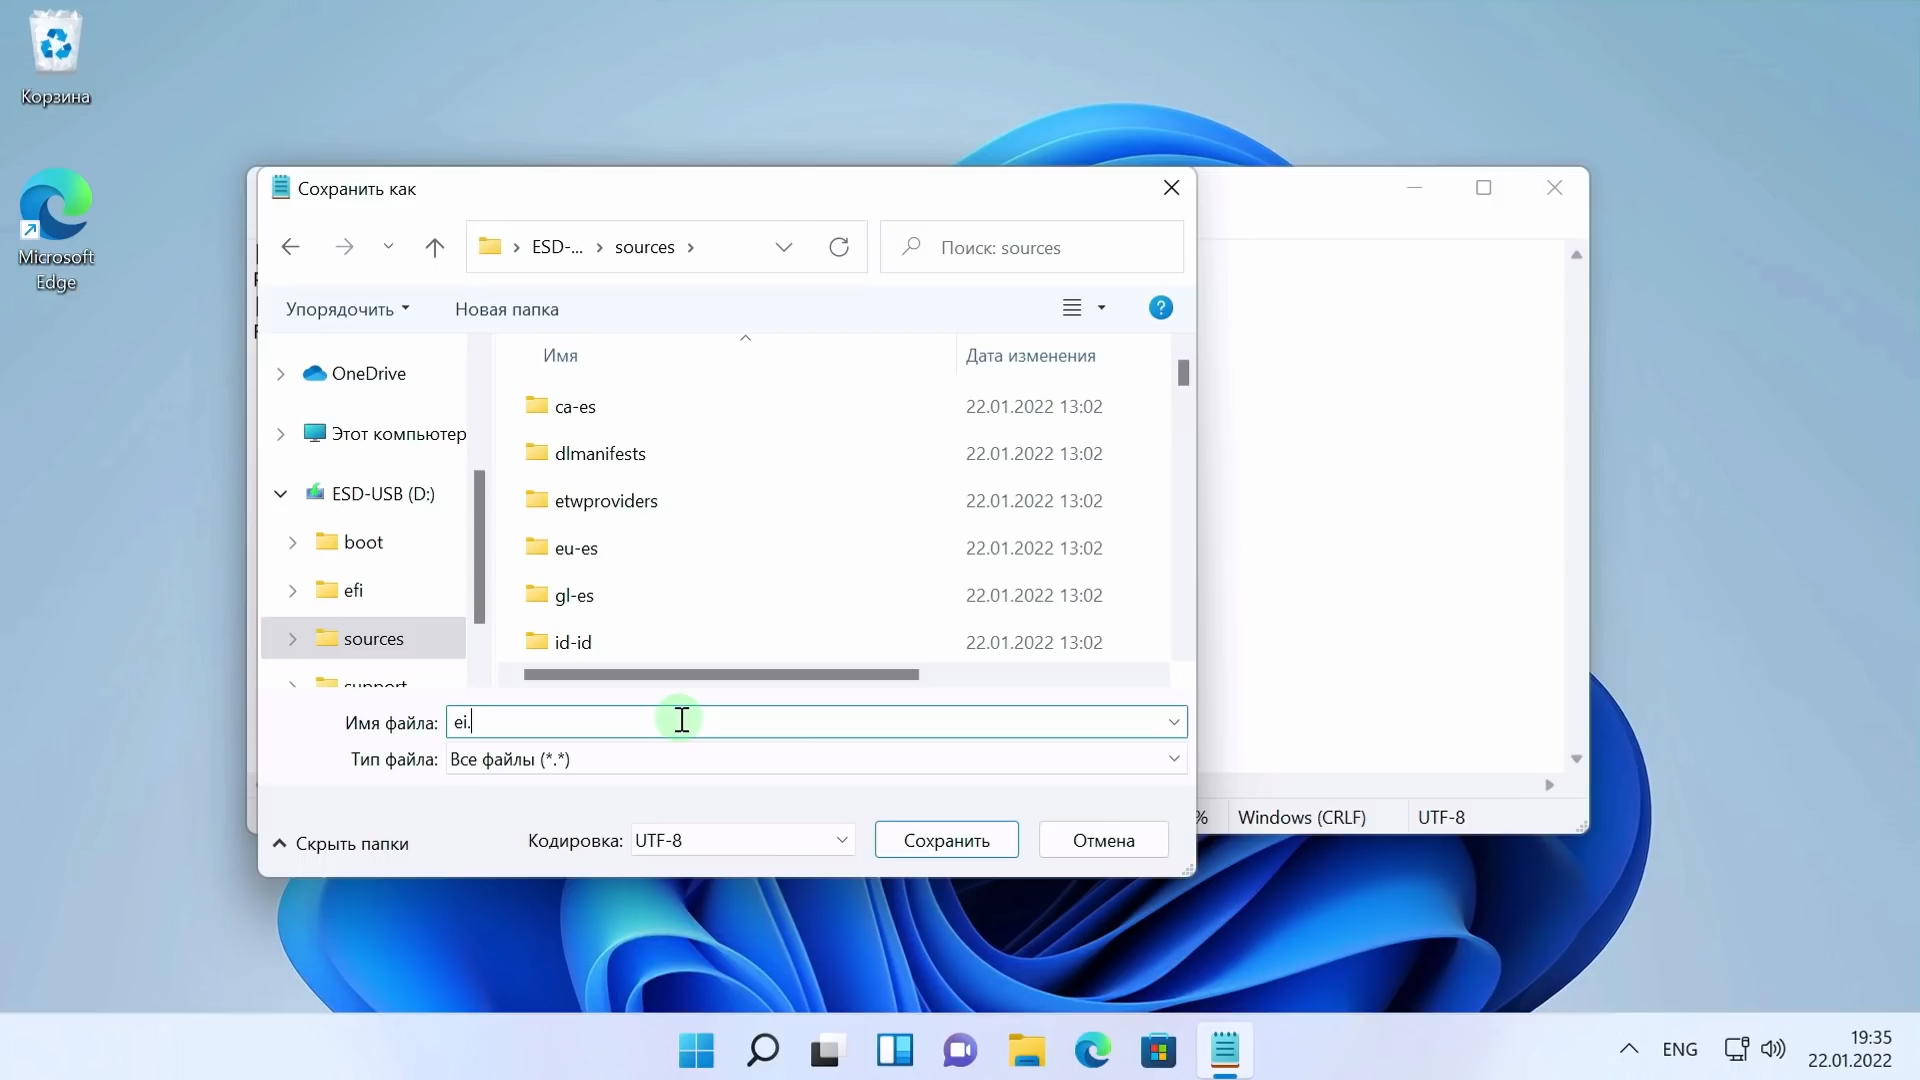 Корзина
Microsoft
Edge
Сохранить как
ESD-... sources
Поиск: sources
Упорядочить
Новая папка
?
Имя
Дата изменения
OneDrive
Этот компьютер
ESD-USB (D:)
boot
efi
sources
support
ca-es 22.01.2022 13:02
dlmanifests 22.01.2022 13:02
etwproviders 22.01.2022 13:02
eu-es 22.01.2022 13:02
gl-es 22.01.2022 13:02
id-id 22.01.2022 13:02
Имя файла: ei.
Тип файла: Все файлы (*.*)
Скрыть папки
Кодировка: UTF-8
Сохранить
Отмена
% Windows (CRLF) UTF-8
ENG
19:35
22.01.2022